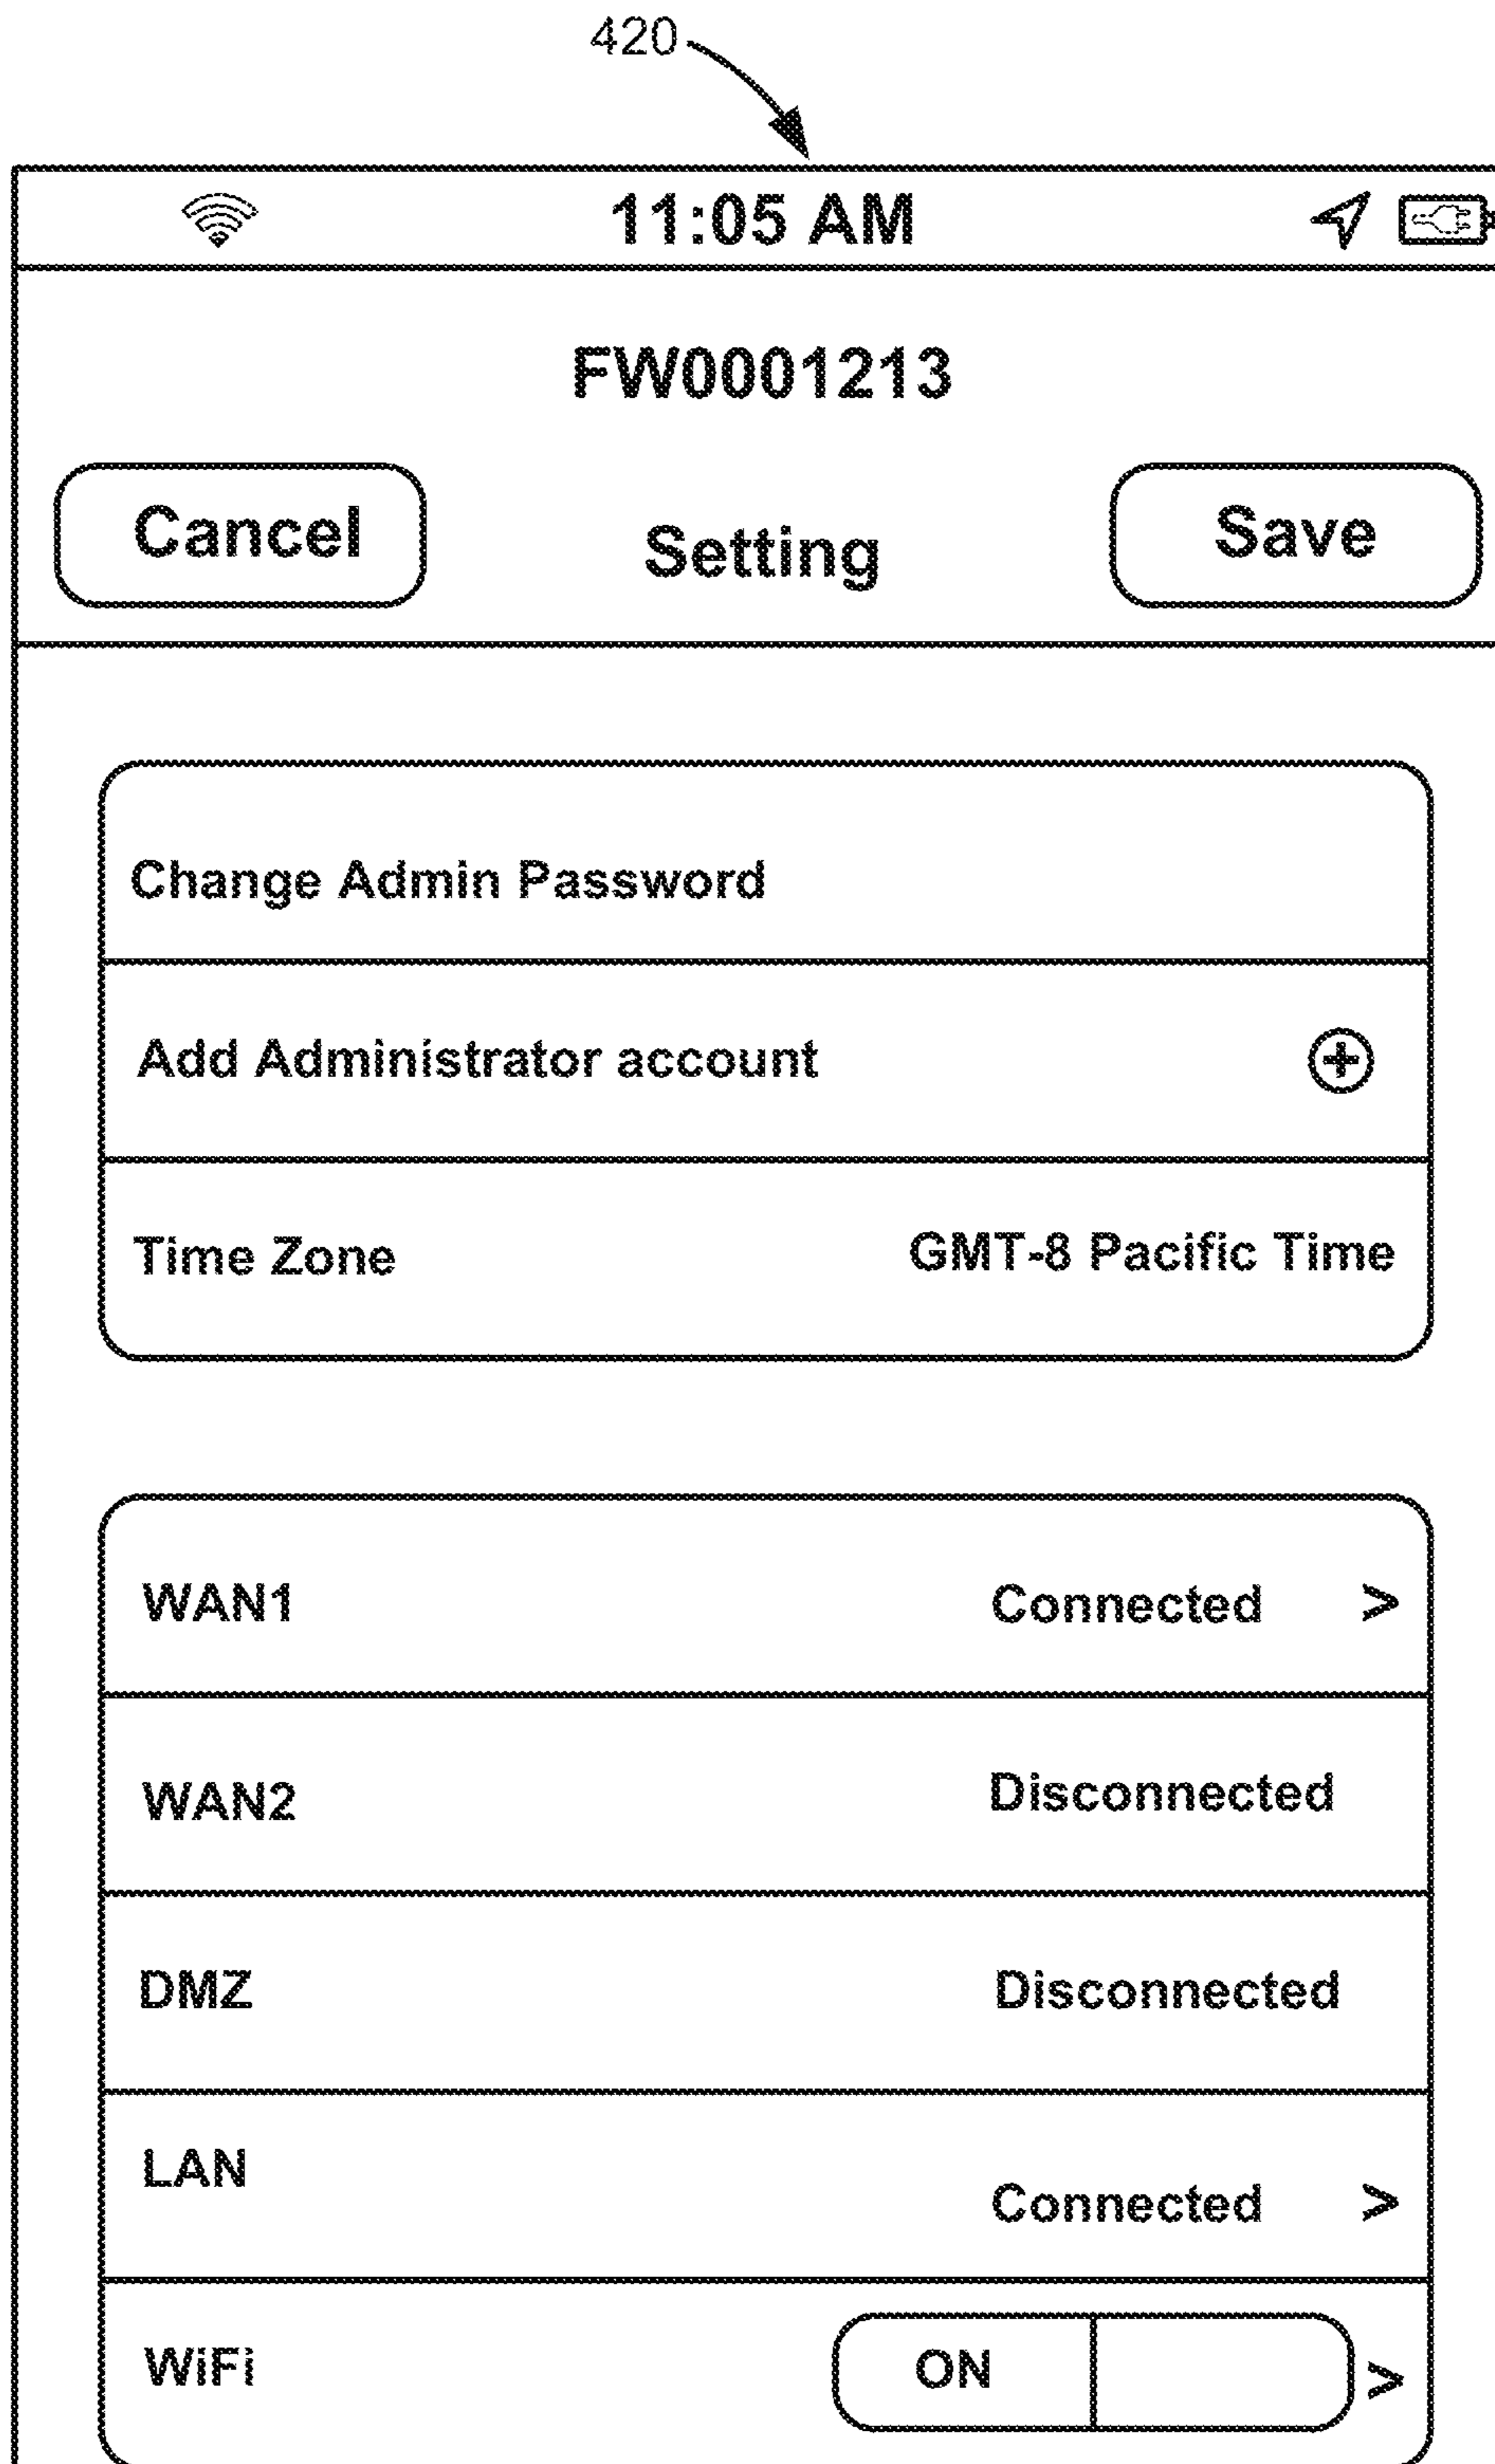 420
11:05 AM
FW0001213
Cancel
Setting
Save
Change Admin Password
Add Administrator account
Time Zone GMT-8 Pacific Time
WAN1 Connected >
WAN2 Disconnected
DMZ Disconnected
LAN Connected >
WiFi ON >